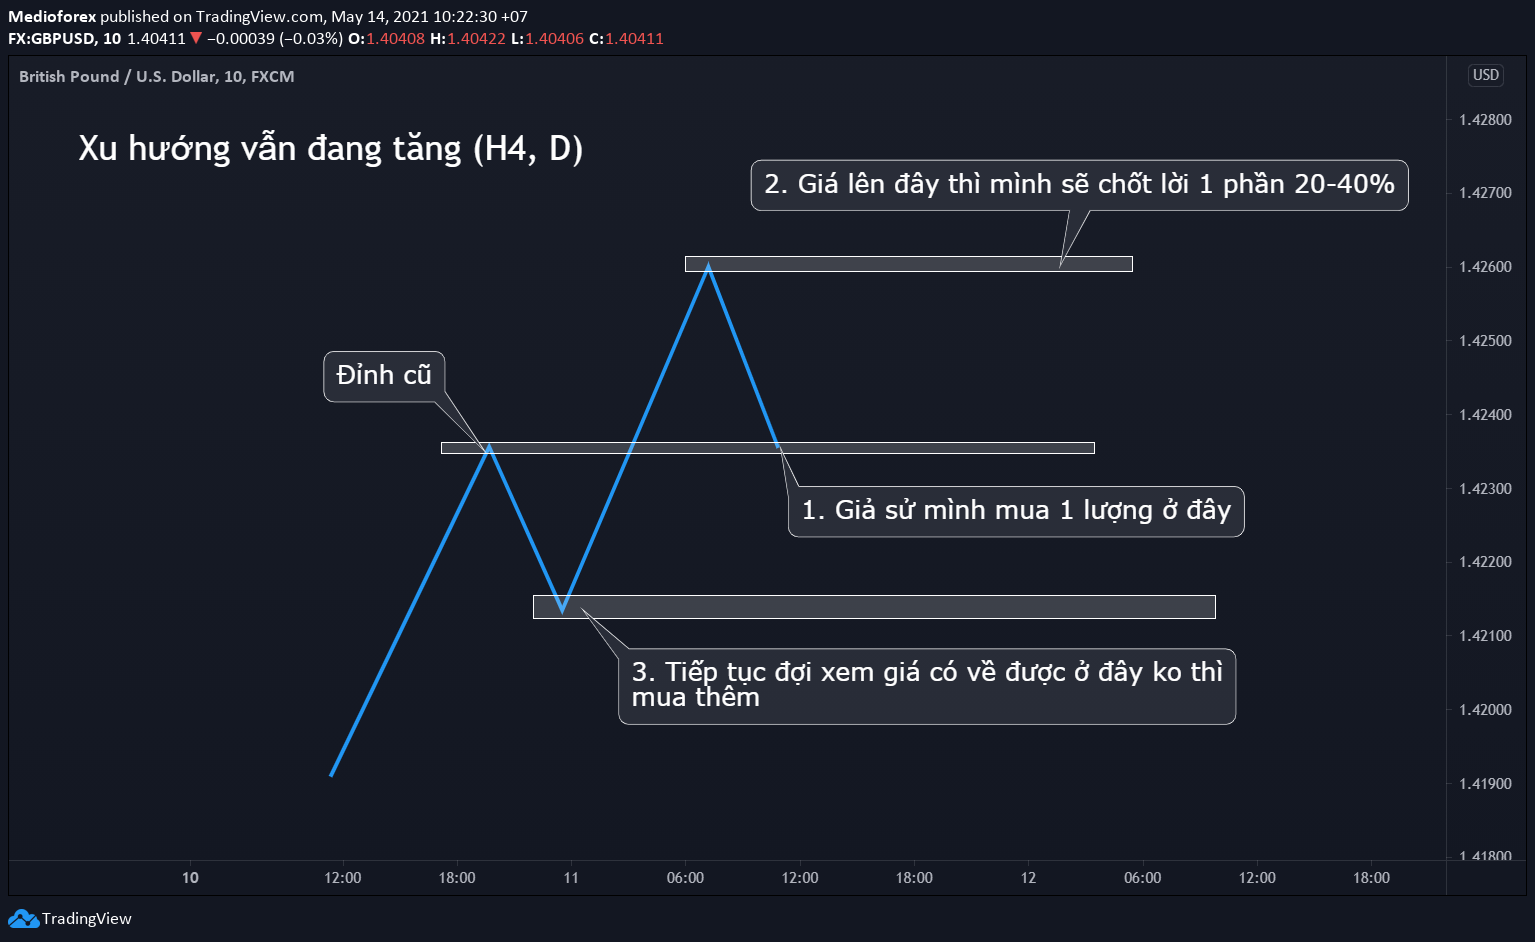 Medioforex published on TradingView.com, May 14, 2021 10:22:30 +07
FX:GBPUSD, 10 1.40411 ▼ −0.00039 (−0.03%) O:1.40408 H:1.40422 L:1.40406 C:1.40411
British Pound / U.S. Dollar, 10, FXCM
USD
1.42800
Xu hướng vẫn đang tăng (H4, D)
2. Giá lên đây thì mình sẽ chốt lời 1 phần 20-40%
1.42700
1.42600
1.42500
Đỉnh cũ
1.42400
1.42300
1. Giả sử mình mua 1 lượng ở đây
1.42200
1.42100
3. Tiếp tục đợi xem giá có về được ở đây ko thì
mua thêm
1.42000
1.41900
1.41800
10 12:00 18:00 11 06:00 12:00 18:00 12 06:00 12:00 18:00
TradingView